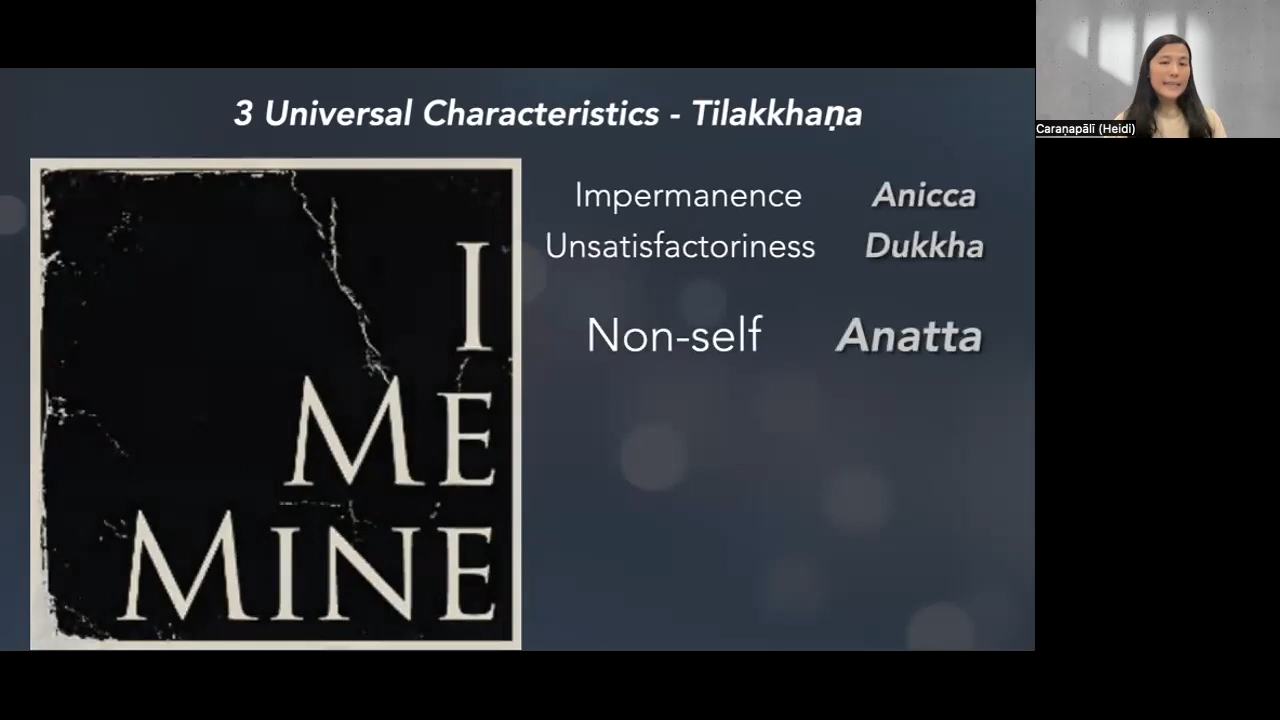 3 Universal Characteristics - Tilakkhaṇa
I
ME
MINE
Impermanence Anicca
Unsatisfactoriness Dukkha
Non-self Anatta
Caraṇapālī (Heidi)